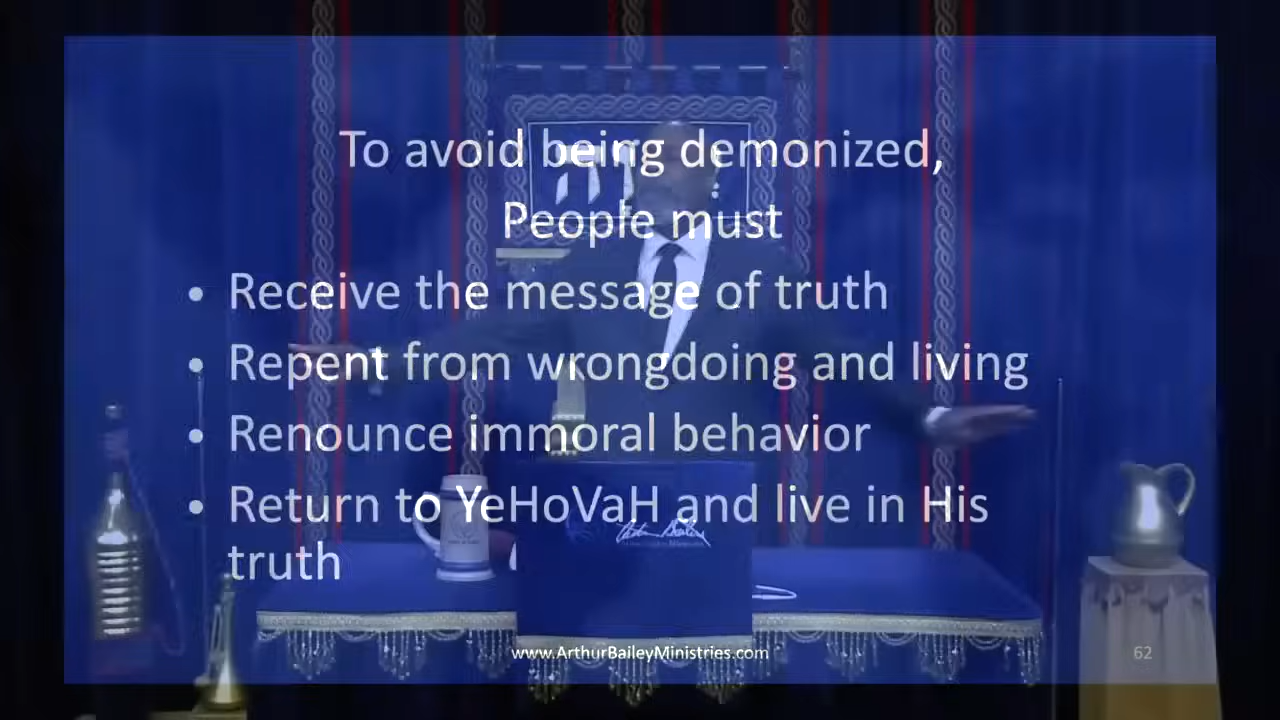 To avoid being demonized,
People must
• Receive the message of truth
• Repent from wrongdoing and living
• Renounce immoral behavior
• Return to YeHoVaH and live in His
truth
www.ArthurBaileyMinistries.com
62